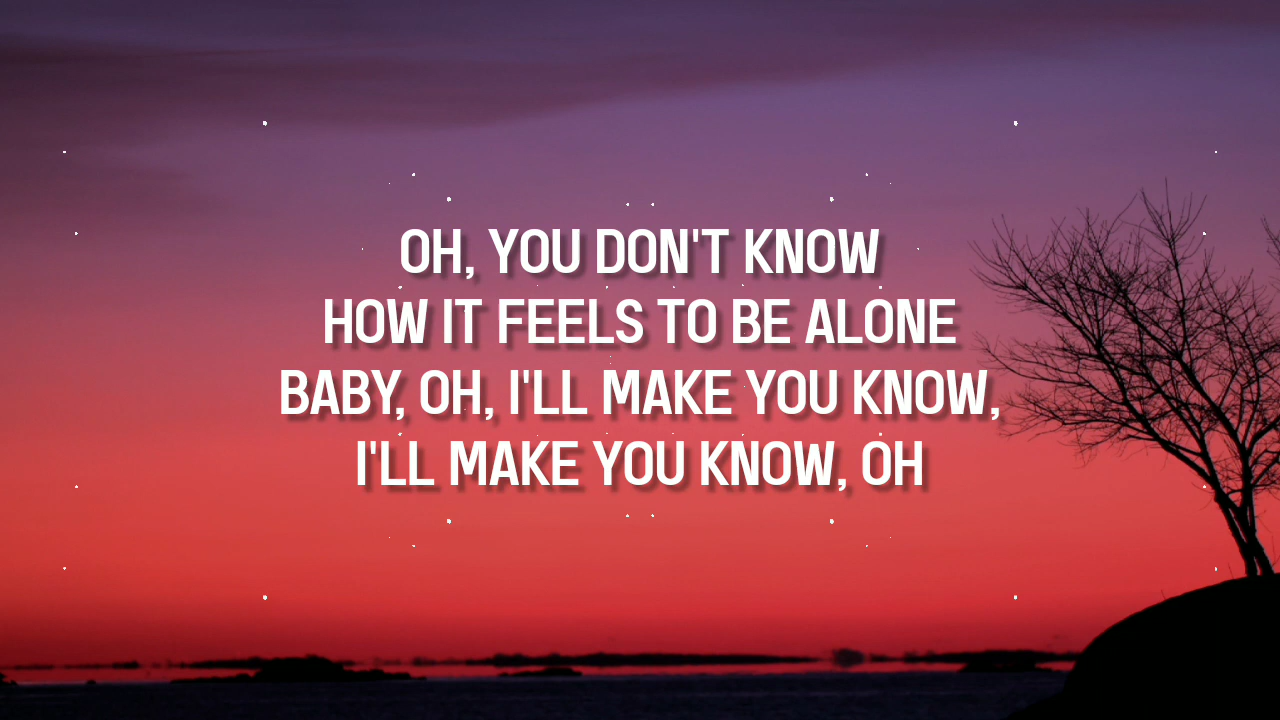 OH, YOU DON'T KNOW
HOW IT FEELS TO BE ALONE
BABY, OH, I'LL MAKE YOU KNOW,
I'LL MAKE YOU KNOW, OH